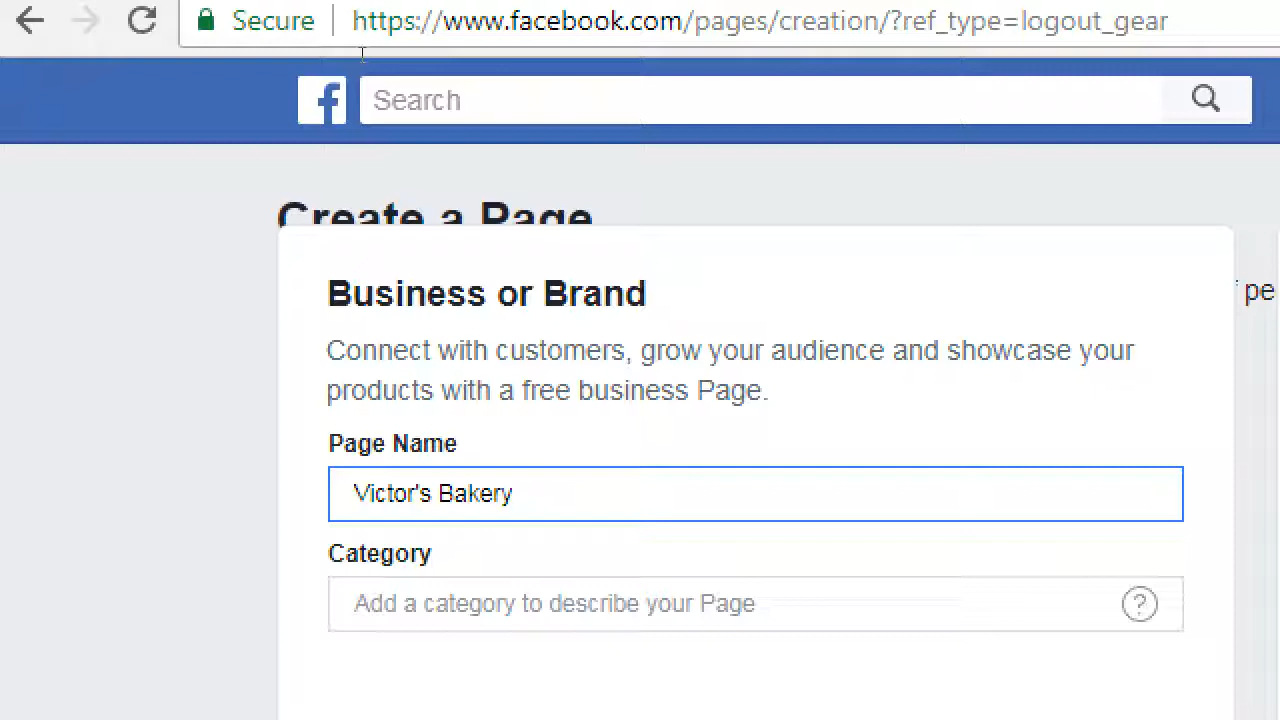 Secure https://www.facebook.com/pages/creation/?ref_type=logout_gear
f Search
Create a Page
Business or Brand
pe
Connect with customers, grow your audience and showcase your
products with a free business Page.
Page Name
Victor's Bakery
Category
Add a category to describe your Page ?